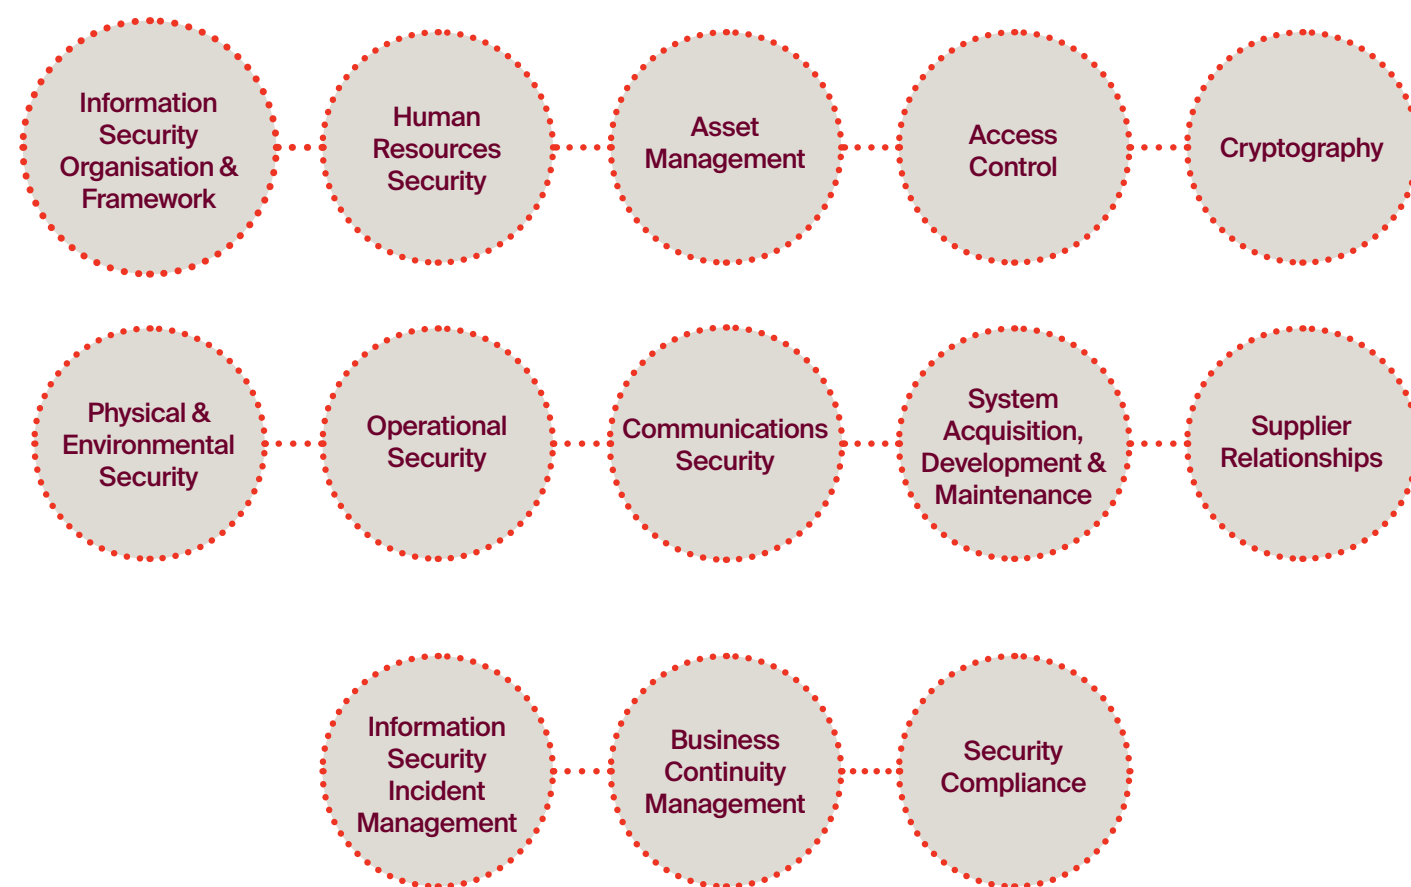 Information
Security
Organisation &
Framework
Human
Resources
Security
Asset
Management
Access
Control
Cryptography
Physical &
Environmental
Security
Operational
Security
Communications
Security
System
Acquisition,
Development &
Maintenance
Supplier
Relationships
Information
Security
Incident
Management
Business
Continuity
Management
Security
Compliance